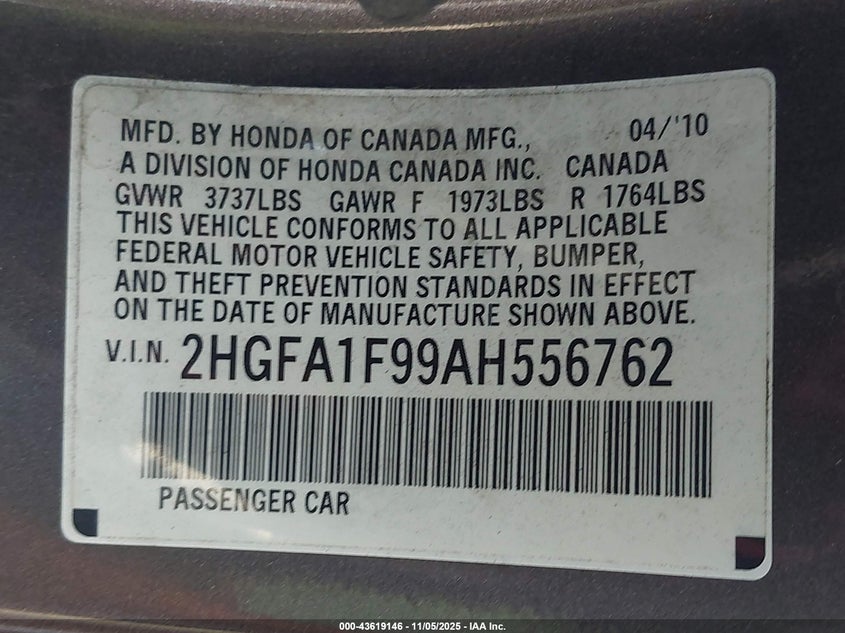 MFD. BY HONDA OF CANADA MFG., 04/'10
A DIVISION OF HONDA CANADA INC. CANADA
GVWR 3737LBS GAWR F 1973LBS R 1764LBS
THIS VEHICLE CONFORMS TO ALL APPLICABLE
FEDERAL MOTOR VEHICLE SAFETY, BUMPER,
AND THEFT PREVENTION STANDARDS IN EFFECT
ON THE DATE OF MANUFACTURE SHOWN ABOVE.
V.I.N. 2HGFA1F99AH556762
PASSENGER CAR
000-43619146 - 11/05/2025 - IAA Inc.